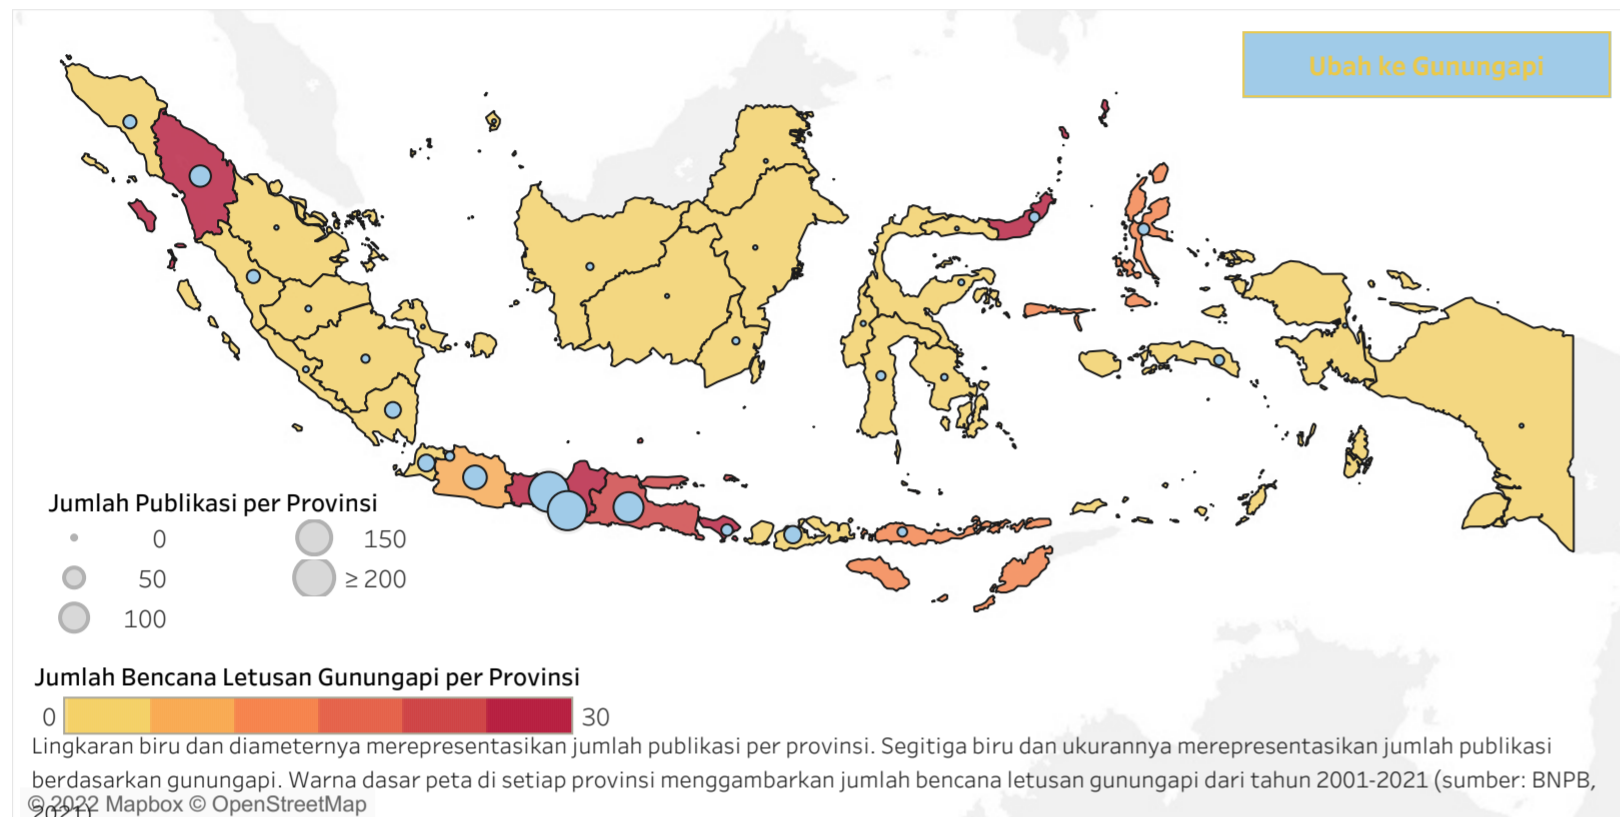 Ubah ke Gunungapi
Jumlah Publikasi per Provinsi
0
150
50
≥ 200
100
Jumlah Bencana Letusan Gunungapi per Provinsi
0
30
Lingkaran biru dan diameternya merepresentasikan jumlah publikasi per provinsi. Segitiga biru dan ukurannya merepresentasikan jumlah publikasi
berdasarkan gunungapi. Warna dasar peta di setiap provinsi menggambarkan jumlah bencana letusan gunungapi dari tahun 2001-2021 (sumber: BNPB,
2021)
© 2022 Mapbox © OpenStreetMap